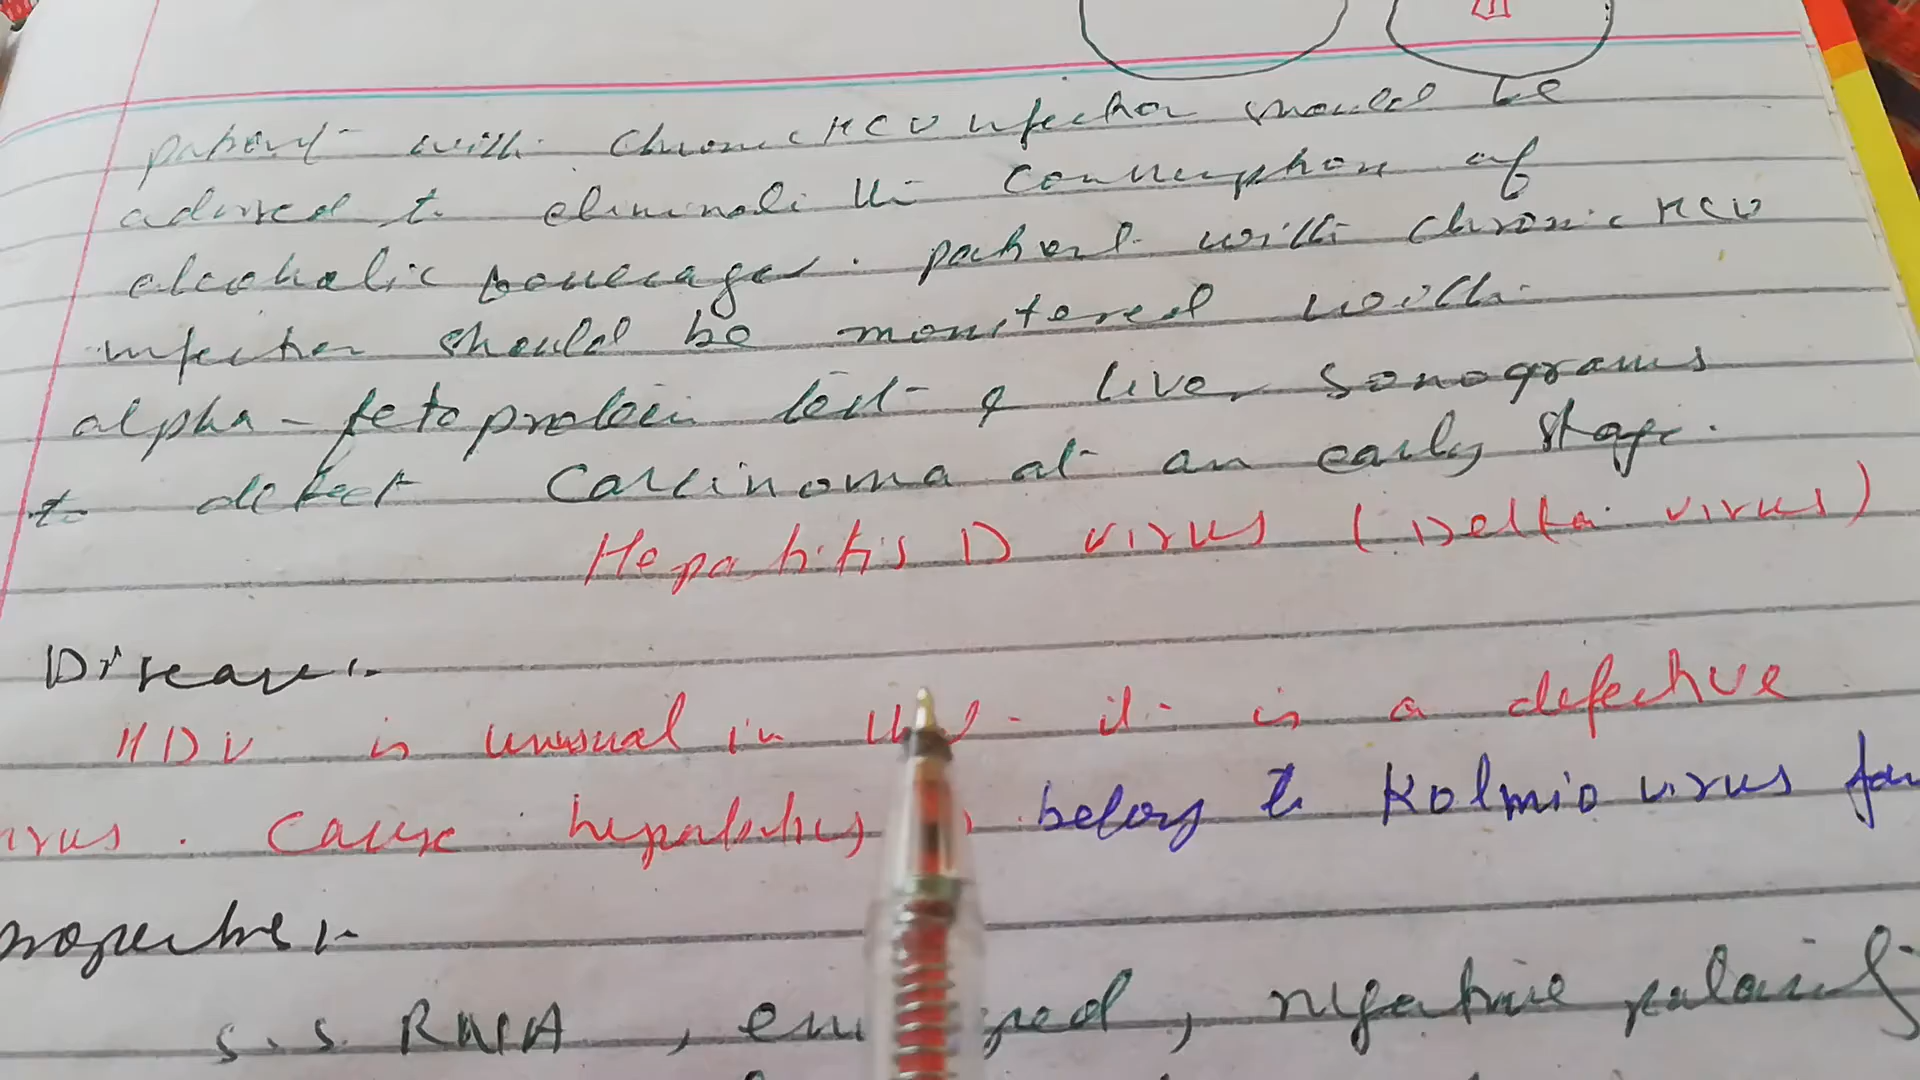 patient with chronic HCV infection should be
advised to eliminate the consumption of
alcoholic beverages. patient with chronic HCV
infection should be monitored with
alpha-fetoprotein test & liver sonograms
to detect carcinoma at an early stage.
Hepatitis D virus (Delta virus)
Disease:-
HDV is unusual in it is a defective
virus. cause hepatitis, belong to Kolmio virus
properties:-
s.s RNA, negative polarity